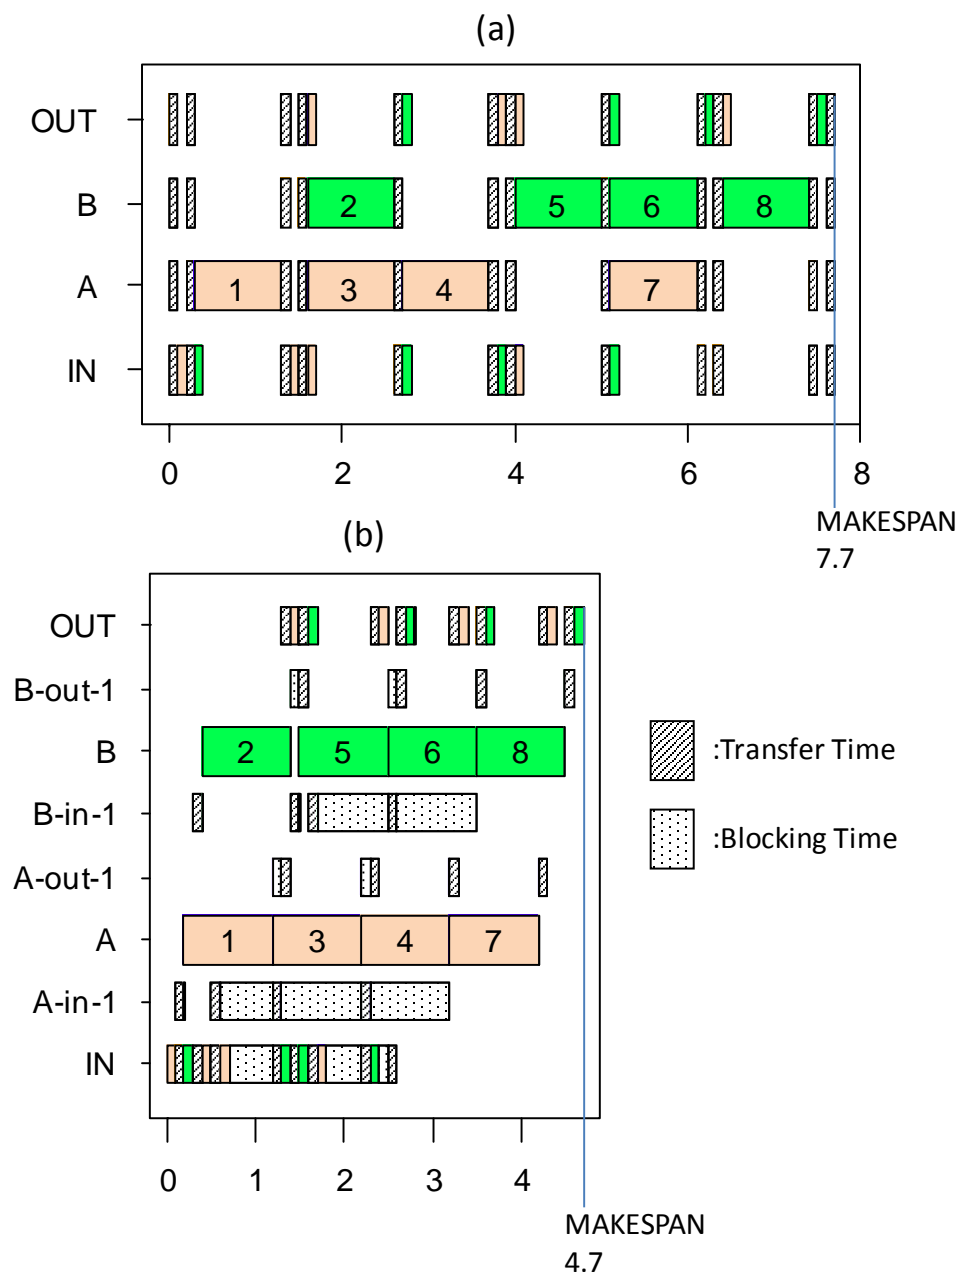 (a)
OUT
B
2
5
6
8
A
1
3
4
7
IN
0
2
4
6
8
MAKESPAN
7.7
(b)
OUT
B-out-1
B
2
5
6
8
B-in-1
A-out-1
A
1
3
4
7
A-in-1
IN
0
1
2
3
4
MAKESPAN
4.7
:Transfer Time
:Blocking Time